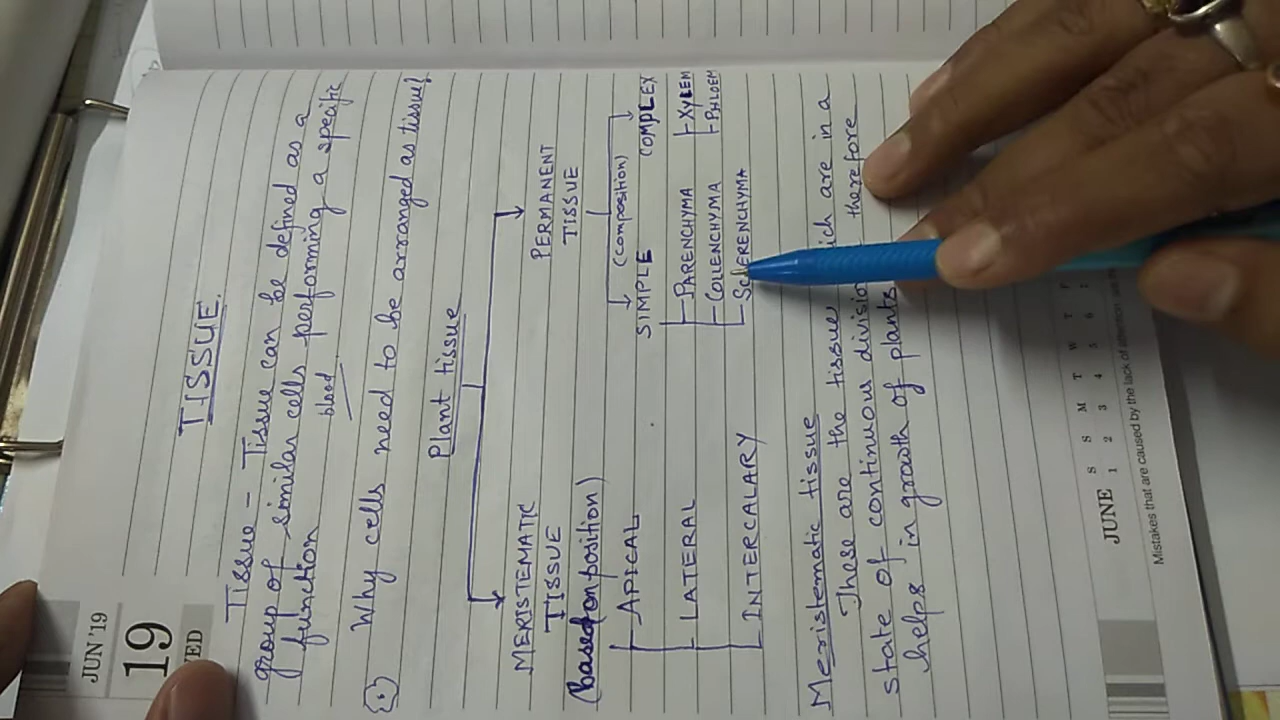 JUN '19
19
WED
TISSUE
Tissue - Tissue can be defined as a
group of similar cells performing a specific
function
blood
Why cells need to be arranged as tissue?
Plant tissue
MERISTEMATIC TISSUE
(based on position)
APICAL
LATERAL
INTERCALARY
PERMANENT TISSUE
(composition)
SIMPLE
PARENCHYMA
COLENCHYMA
SCLERENCHYMA
COMPLEX
XYLEM
PHLOEM
Meristematic tissue
These are the tissue which are in a
state of continuous division therefore
helps in growth of plants
JUNE S S M T W T F
1 2 3 4 5 6
Mistakes that are caused by the lack of attention